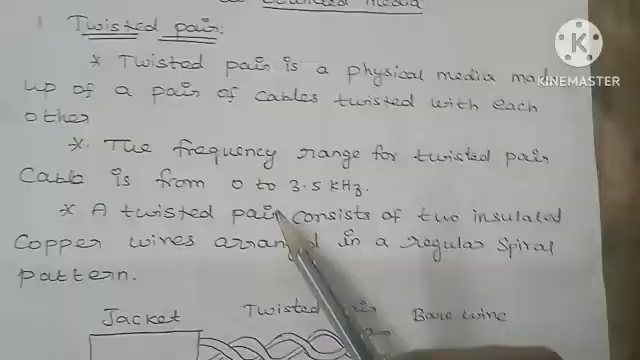 Media
1 Twisted pair.
* Twisted pair is a physical media made
up of a pair of cables twisted with each
other
* The frequency range for twisted pair
Cable is from 0 to 3.5 KHz.
* A twisted pair consists of two insulated
Copper wires arranged in a regular Spiral
pattern.
Jacket Twisted Bare wire
KINEMASTER